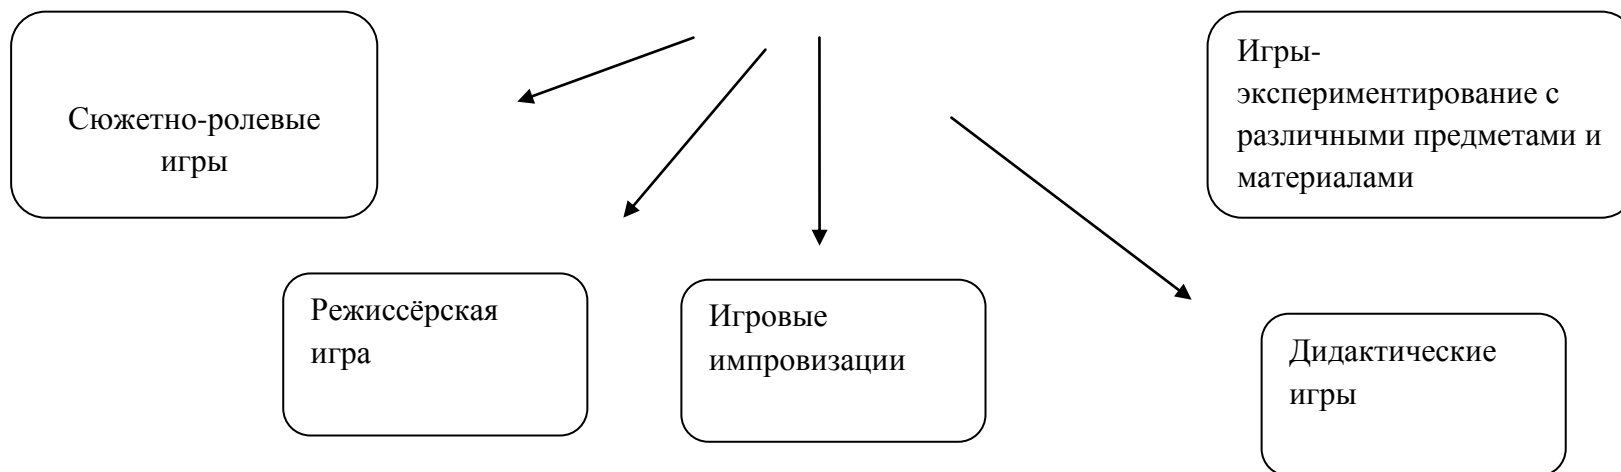 Сюжетно-ролевые
игры
Игры-
экспериментирование с
различными предметами и
материалами
Режиссёрская
игра
Игровые
импровизации
Дидактические
игры